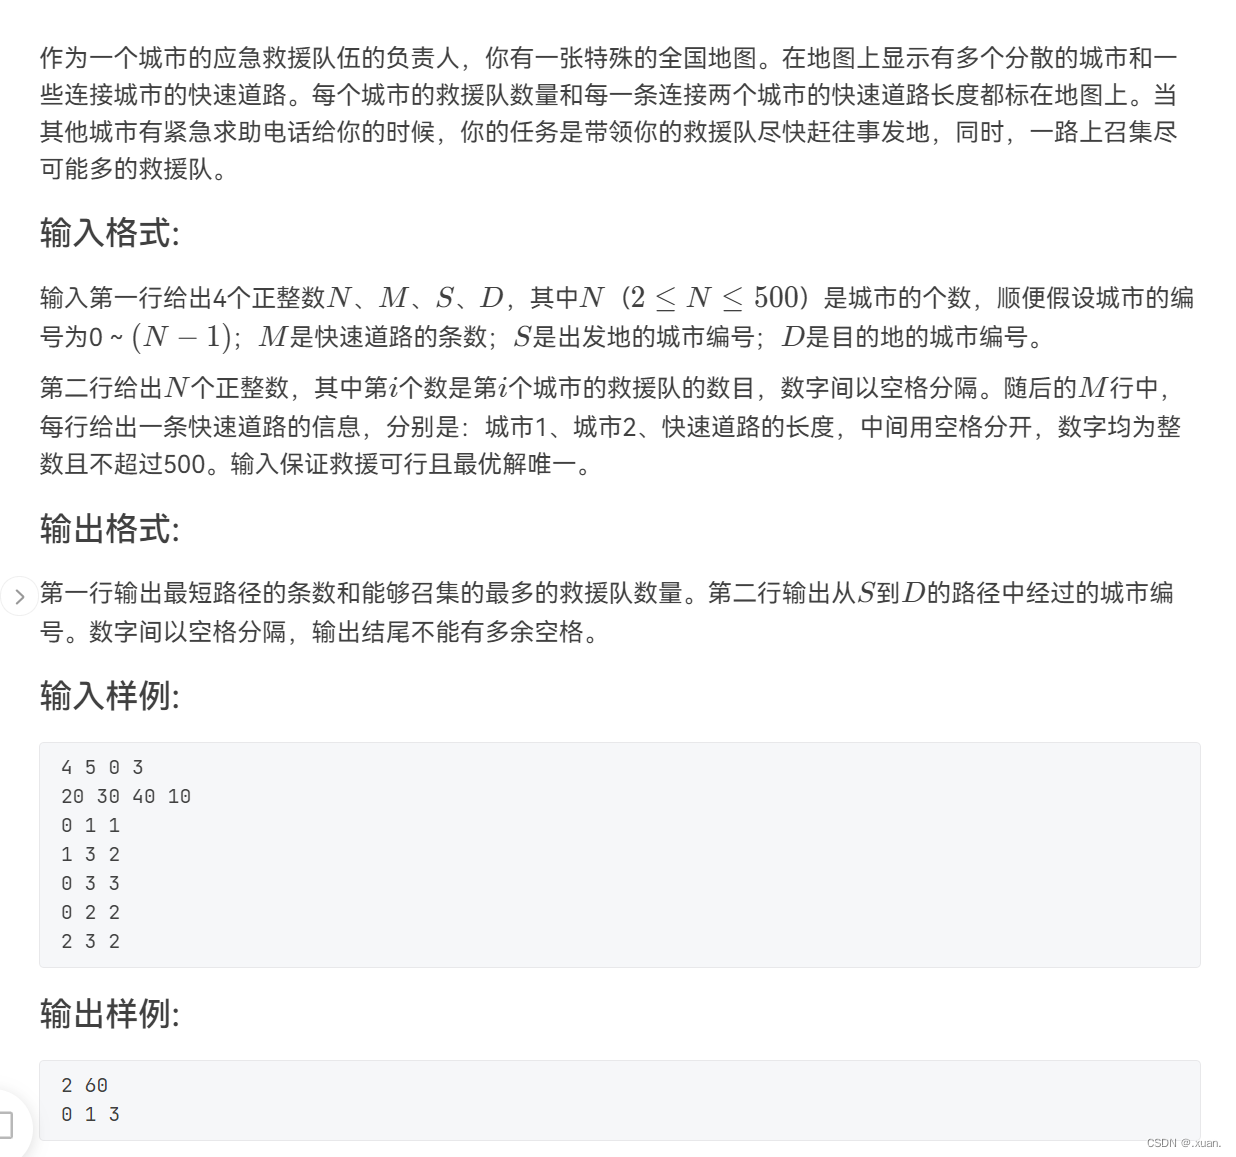 作为一个城市的应急救援队伍的负责人，你有一张特殊的全国地图。在地图上显示有多个分散的城市和一
些连接城市的快速道路。每个城市的救援队数量和每一条连接两个城市的快速道路长度都标在地图上。当
其他城市有紧急求助电话给你的时候，你的任务是带领你的救援队尽快赶往事发地，同时，一路上召集尽
可能多的救援队。
输入格式:
输入第一行给出4个正整数N、M、S、D，其中N（2 ≤ N ≤ 500）是城市的个数，顺便假设城市的编
号为0 ~ (N − 1)；M是快速道路的条数；S是出发地的城市编号；D是目的地的城市编号。
第二行给出N个正整数，其中第i个数是第i个城市的救援队的数目，数字间以空格分隔。随后的M行中，
每行给出一条快速道路的信息，分别是：城市1、城市2、快速道路的长度，中间用空格分开，数字均为整
数且不超过500。输入保证救援可行且最优解唯一。
输出格式:
第一行输出最短路径的条数和能够召集的最多的救援队数量。第二行输出从S到D的路径中经过的城市编
号。数字间以空格分隔，输出结尾不能有多余空格。
输入样例:
4 5 0 3
20 30 40 10
0 1 1
1 3 2
0 3 3
0 2 2
2 3 2
输出样例:
2 60
0 1 3
CSDN @.xuan.